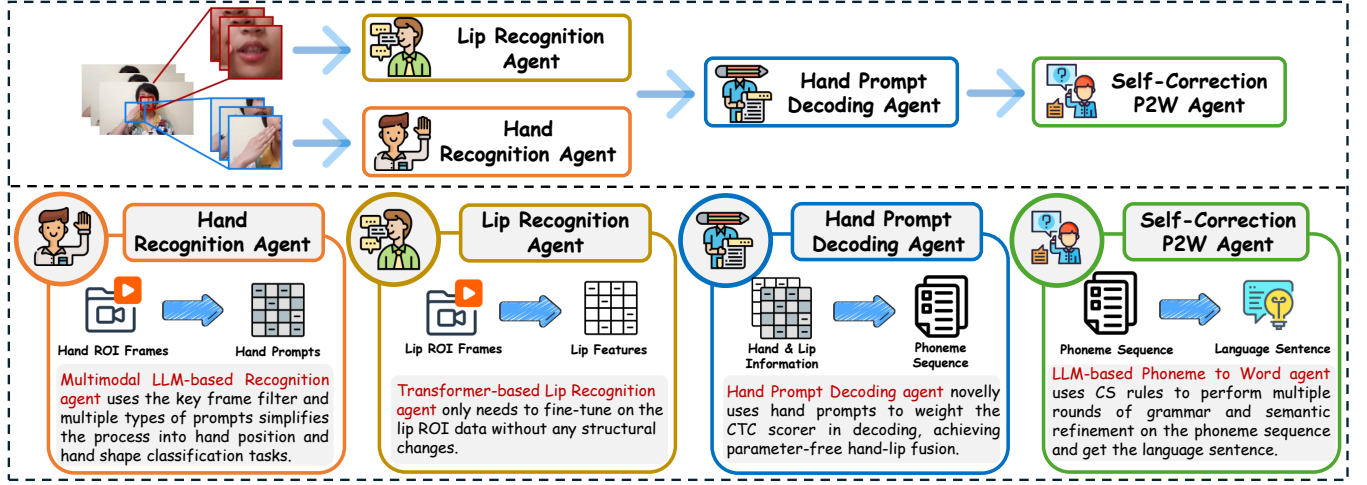 Lip Recognition
Agent
Hand
Recognition Agent
Hand Prompt
Decoding Agent
Self-Correction
P2W Agent
Hand
Recognition Agent
Hand ROI Frames
Hand Prompts
Multimodal LLM-based Recognition
agent uses the key frame filter and
multiple types of prompts simplifies
the process into hand position and
hand shape classification tasks.
Lip Recognition
Agent
Lip ROI Frames
Lip Features
Transformer-based Lip Recognition
agent only needs to fine-tune on the
lip ROI data without any structural
changes.
Hand Prompt
Decoding Agent
Hand & Lip
Information
Phoneme
Sequence
Hand Prompt Decoding agent novelly
uses hand prompts to weight the
CTC scorer in decoding, achieving
parameter-free hand-lip fusion.
Self-Correction
P2W Agent
Phoneme Sequence
Language Sentence
LLM-based Phoneme to Word agent
uses CS rules to perform multiple
rounds of grammar and semantic
refinement on the phoneme sequence
and get the language sentence.